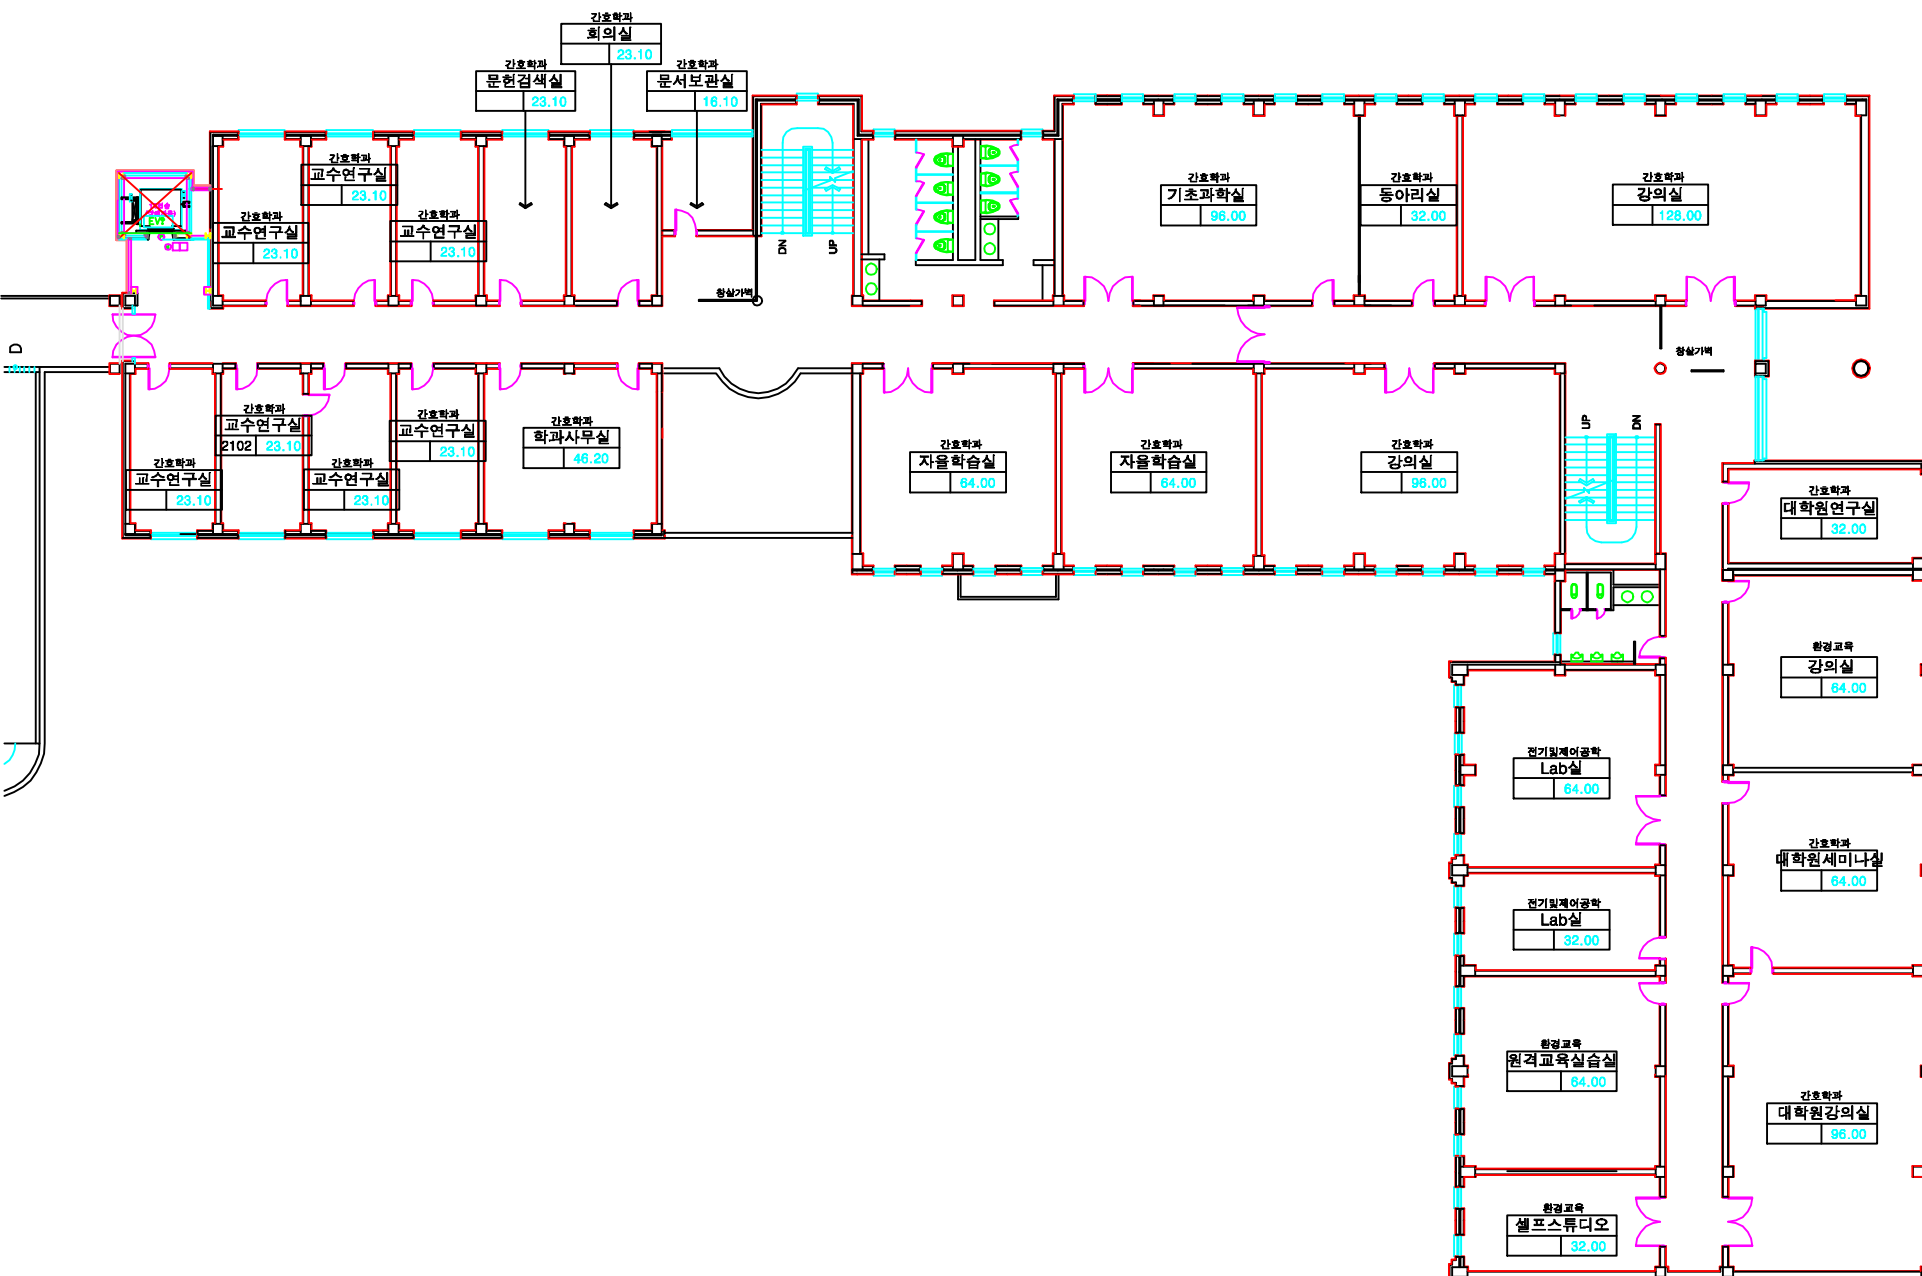 간호학과
회의실
23.10
간호학과
문헌검색실
23.10
간호학과
문서보관실
16.10
간호학과
교수연구실
23.10
간호학과
교수연구실
23.10
간호학과
교수연구실
23.10
간호학과
기초과학실
96.00
간호학과
동아리실
32.00
간호학과
강의실
128.00
DN
UP
창살가벽
D
창살가벽
간호학과
교수연구실
2102 23.10
간호학과
교수연구실
23.10
간호학과
학과사무실
46.20
간호학과
교수연구실
23.10
간호학과
교수연구실
23.10
간호학과
자율학습실
64.00
간호학과
자율학습실
64.00
간호학과
강의실
96.00
UP
DN
간호학과
대학원연구실
32.00
환경교육
강의실
64.00
전기및제어공학
Lab실
64.00
간호학과
대학원세미나실
64.00
전기및제어공학
Lab실
32.00
환경교육
원격교육실습실
64.00
간호학과
대학원강의실
96.00
환경교육
셀프스튜디오
32.00